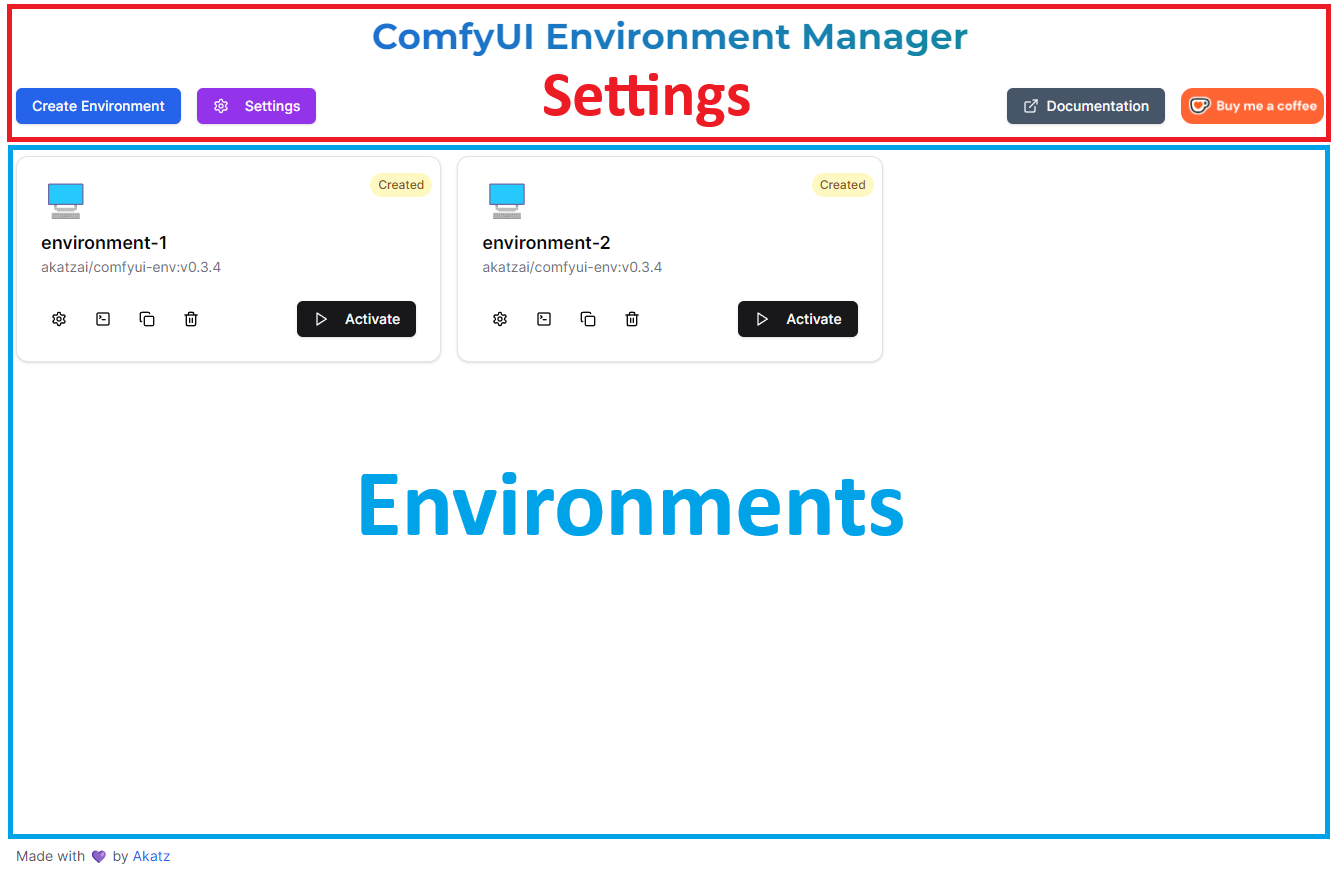 ComfyUI Environment Manager
Settings
Create Environment
Settings
Documentation
Buy me a coffee
Created
environment-1
akatzai/comfyui-env:v0.3.4
Activate
Created
environment-2
akatzai/comfyui-env:v0.3.4
Activate
Environments
Made with 💜 by Akatz